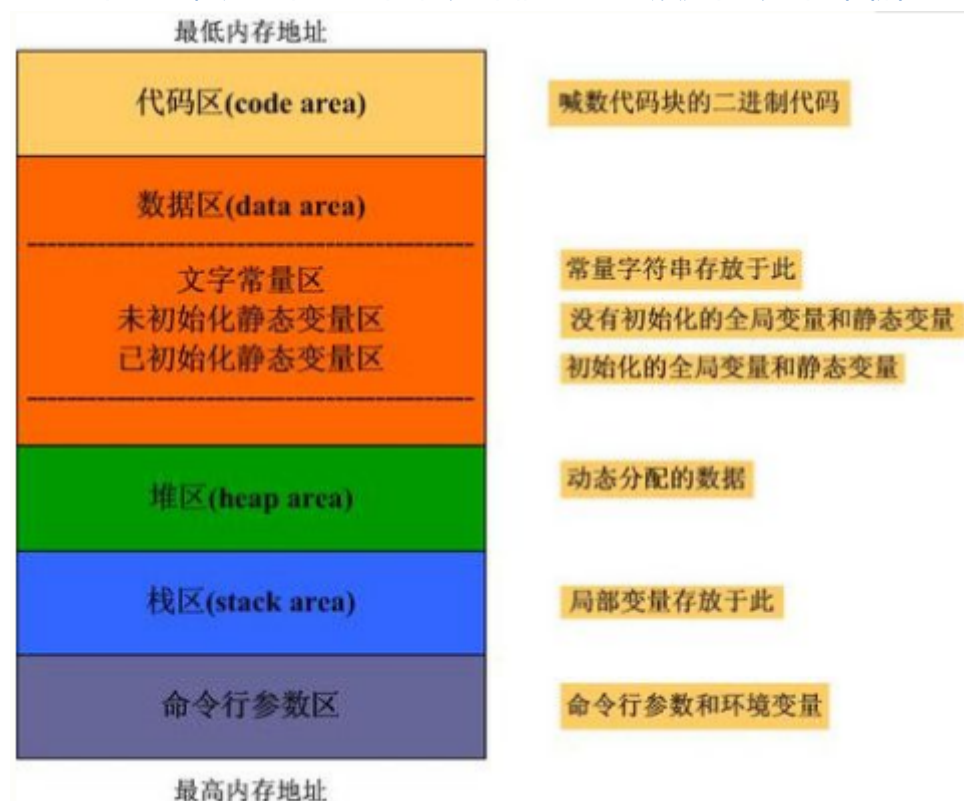 最低内存地址
代码区(code area)
喊数代码块的二进制代码
数据区(data area)
文字常量区
常量字符串存放于此
未初始化静态变量区
没有初始化的全局变量和静态变量
已初始化静态变量区
初始化的全局变量和静态变量
堆区(heap area)
动态分配的数据
栈区(stack area)
局部变量存放于此
命令行参数区
命令行参数和环境变量
最高内存地址